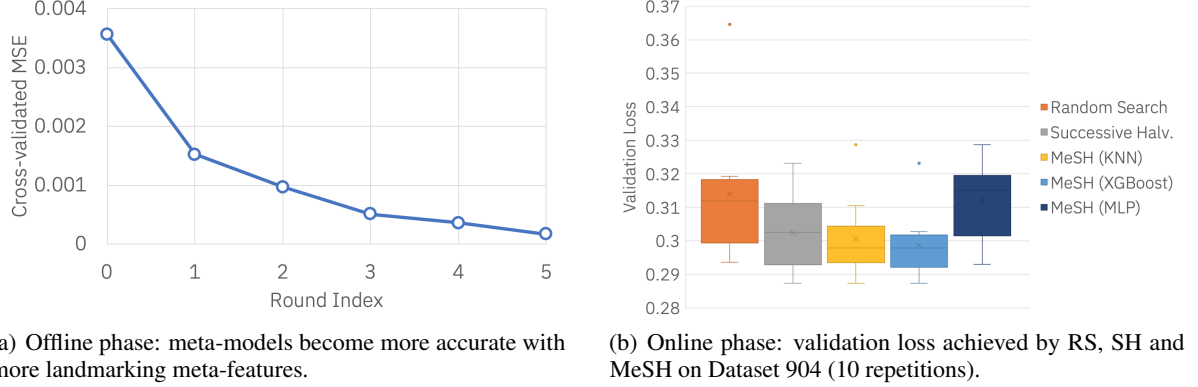 0.004
0.003
0.002
0.001
0
Cross-validated MSE
0 1 2 3 4 5
Round Index
a) Offline phase: meta-models become more accurate with
more landmarking meta-features.
0.37
0.36
0.35
0.34
0.33
0.32
0.31
0.3
0.29
0.28
Validation Loss
Random Search
Successive Halv.
MeSH (KNN)
MeSH (XGBoost)
MeSH (MLP)
(b) Online phase: validation loss achieved by RS, SH and
MeSH on Dataset 904 (10 repetitions).